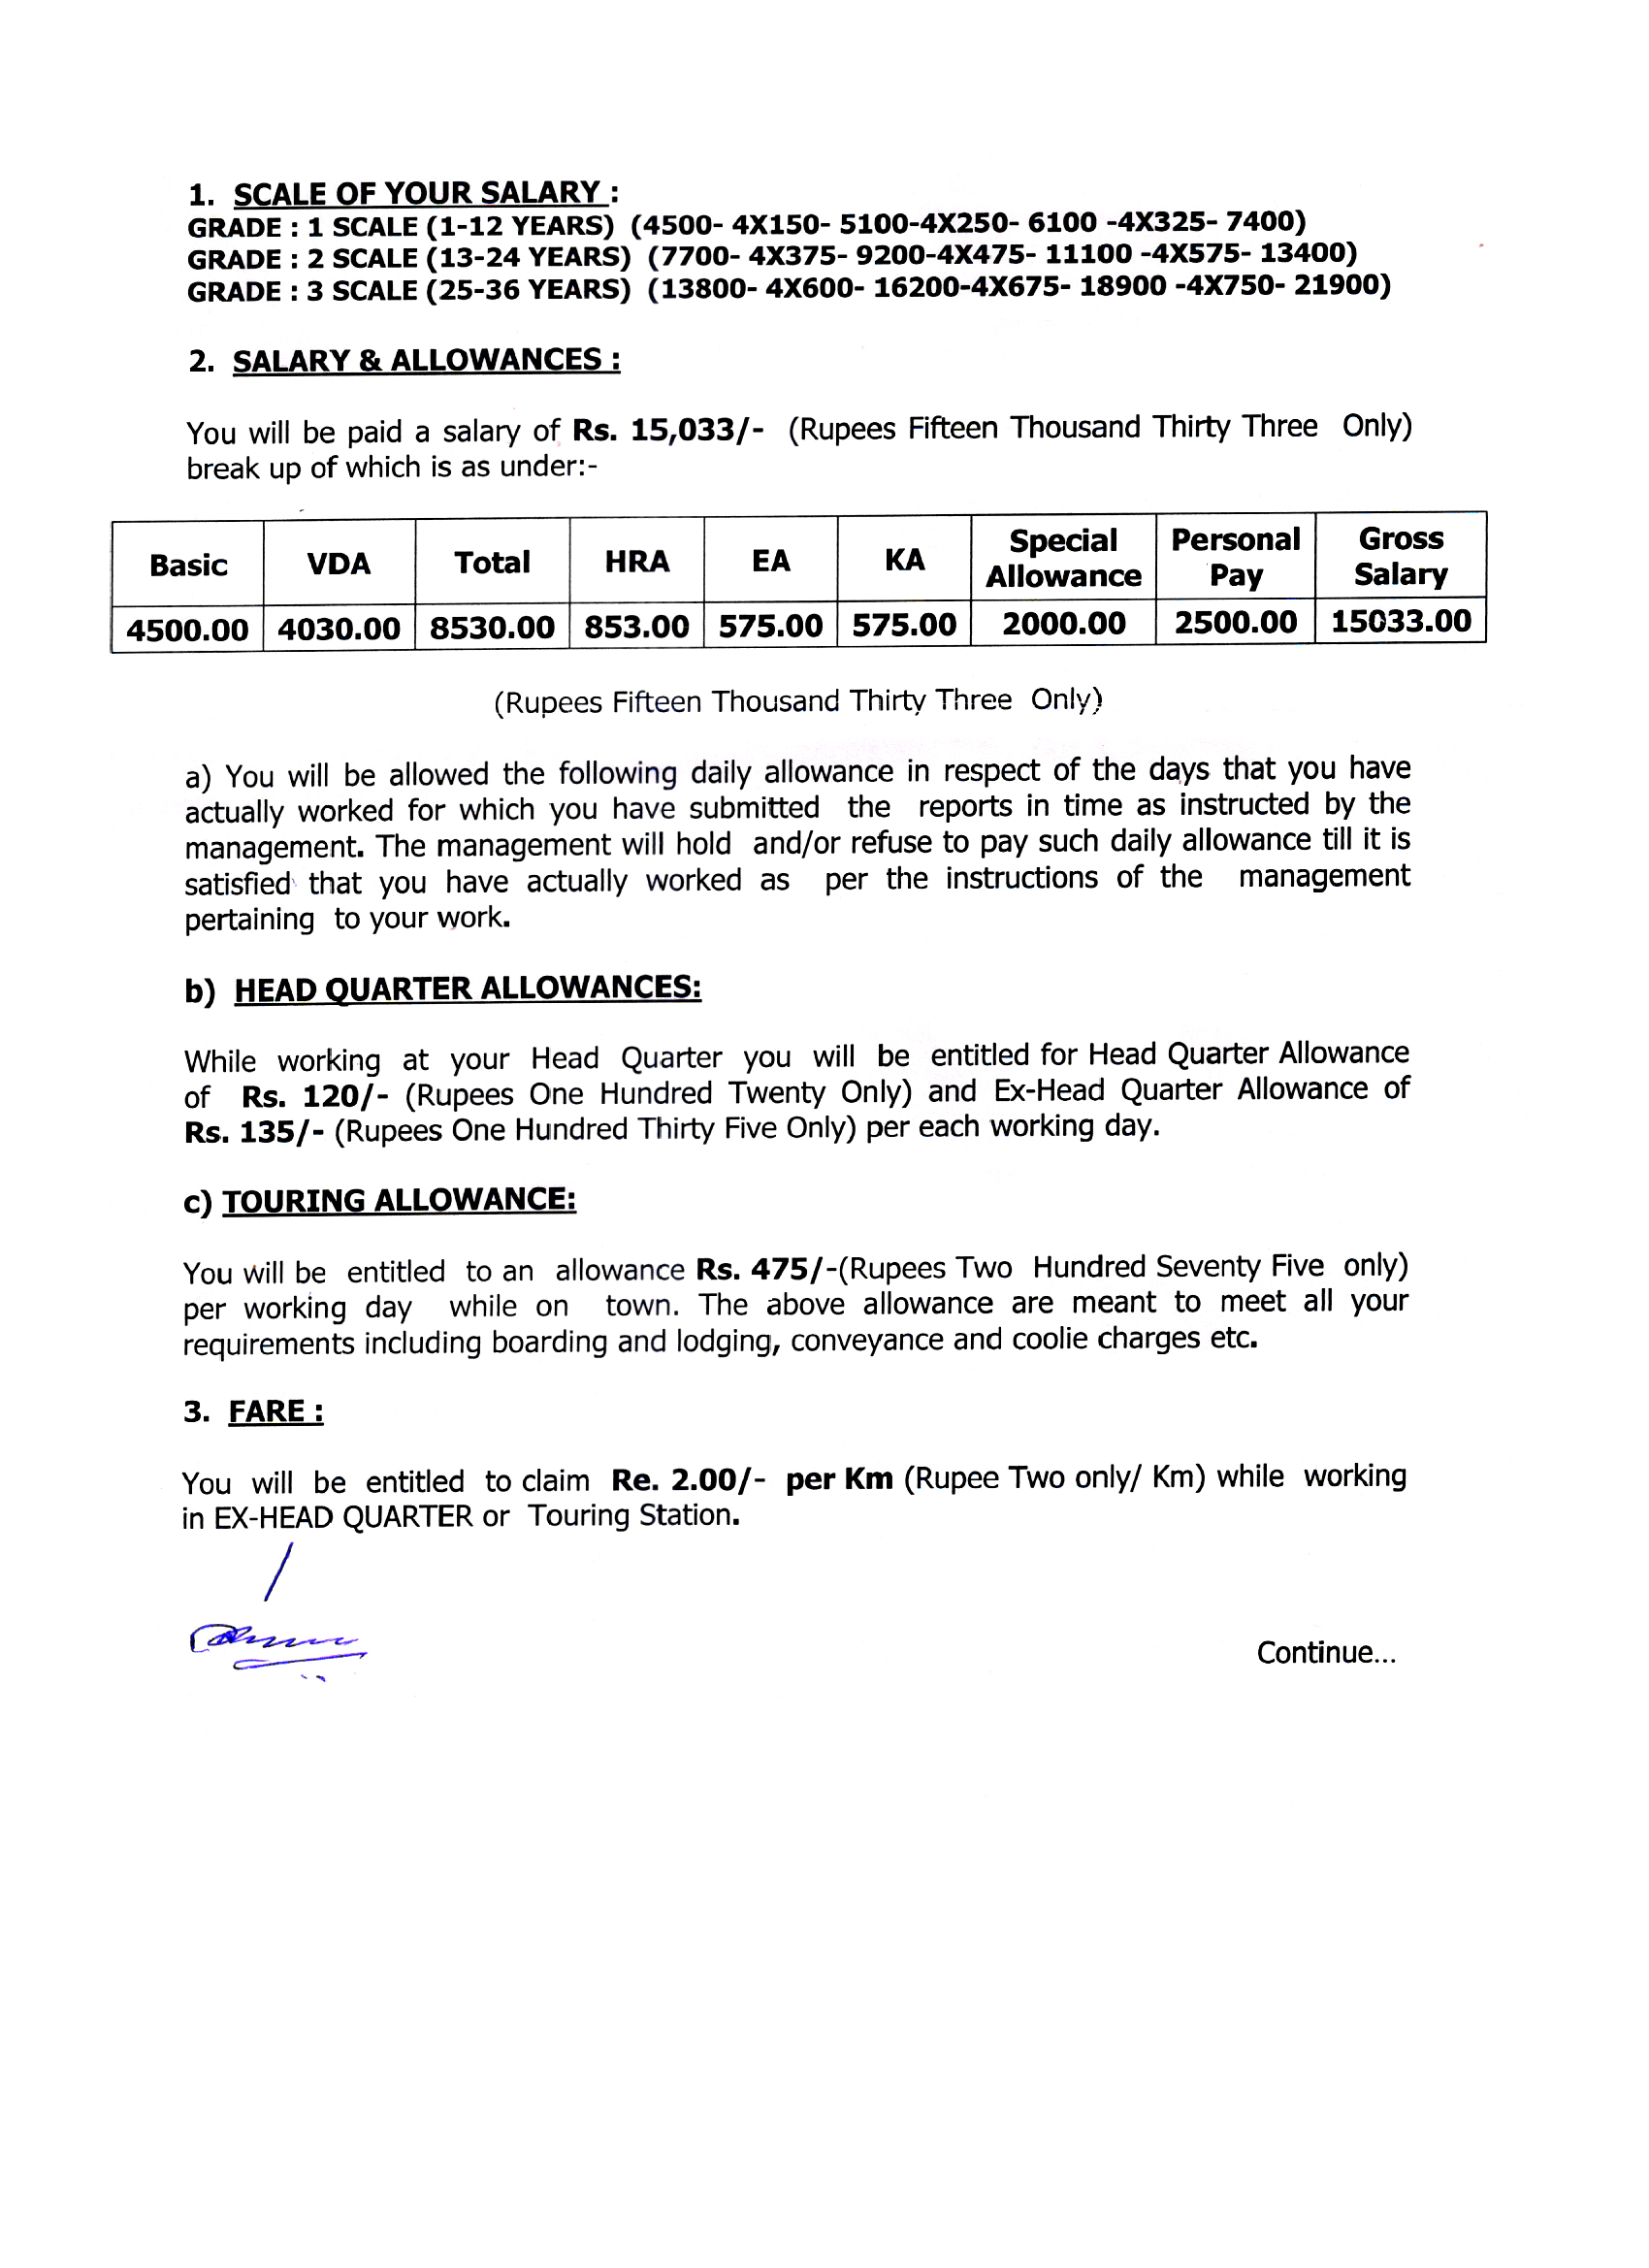 1. SCALE OF YOUR SALARY :
GRADE : 1 SCALE (1-12 YEARS) (4500- 4X150- 5100-4X250- 6100 -4X325- 7400)
GRADE : 2 SCALE (13-24 YEARS) (7700- 4X375- 9200-4X475- 11100 -4X575- 13400)
GRADE : 3 SCALE (25-36 YEARS) (13800- 4X600- 16200-4X675- 18900 -4X750- 21900)
2. SALARY & ALLOWANCES :
You will be paid a salary of Rs. 15,033/- (Rupees Fifteen Thousand Thirty Three Only)
break up of which is as under:-
Basic VDA Total HRA EA KA Special Allowance Personal Pay Gross Salary
4500.00 4030.00 8530.00 853.00 575.00 575.00 2000.00 2500.00 15033.00
(Rupees Fifteen Thousand Thirty Three Only)
a) You will be allowed the following daily allowance in respect of the days that you have
actually worked for which you have submitted the reports in time as instructed by the
management. The management will hold and/or refuse to pay such daily allowance till it is
satisfied that you have actually worked as per the instructions of the management
pertaining to your work.
b) HEAD QUARTER ALLOWANCES:
While working at your Head Quarter you will be entitled for Head Quarter Allowance
of Rs. 120/- (Rupees One Hundred Twenty Only) and Ex-Head Quarter Allowance of
Rs. 135/- (Rupees One Hundred Thirty Five Only) per each working day.
c) TOURING ALLOWANCE:
You will be entitled to an allowance Rs. 475/-(Rupees Two Hundred Seventy Five only)
per working day while on town. The above allowance are meant to meet all your
requirements including boarding and lodging, conveyance and coolie charges etc.
3. FARE :
You will be entitled to claim Re. 2.00/- per Km (Rupee Two only/ Km) while working
in EX-HEAD QUARTER or Touring Station.
Continue...